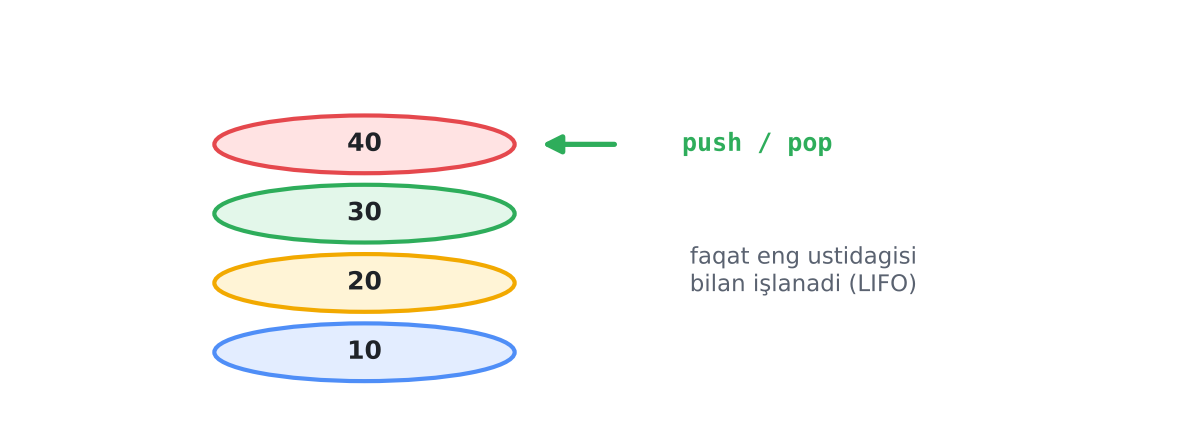 40
push / pop
30
faqat eng ustidagisi
bilan işlanadi (LIFO)
20
10